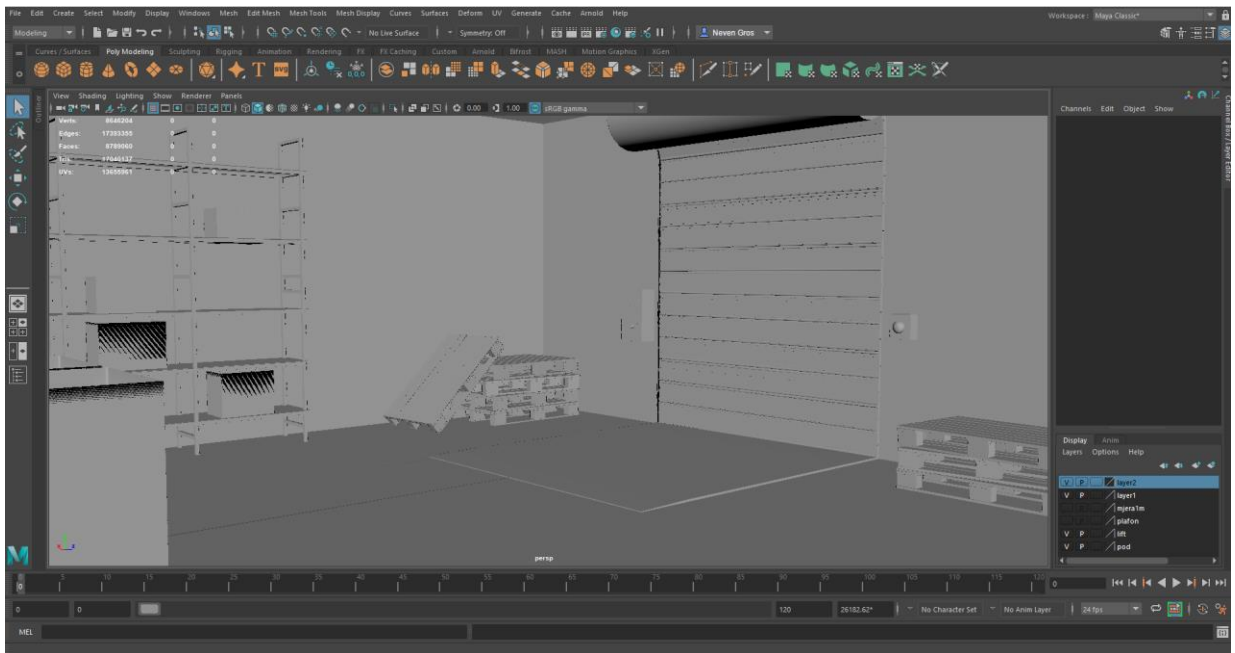 File Edit Create Select Modify Display Windows Mesh Edit Mesh Mesh Tools Mesh Display Curves Surfaces Deform UV Generate Cache Arnold Help
Workspace: Maya Classic*
Modeling
No Live Surface
Symmetry: Off
Neven Gros
Curves / Surfaces Poly Modeling Sculpting Rigging Animation Rendering FX FX Caching Custom Arnold Bifrost MASH Motion Graphics XGen
View Shading Lighting Show Renderer Panels
0.00 1.00 sRGB gamma
Channels Edit Object Show
Outliner
Channel Box / Layer Editor
Verts: 8646204 0 0
Edges: 17393355 0 0
Faces: 8789060 0 0
0 0
UVs: 13655961 0 0
persp
Display Anim
Layers Options Help
V P layer2
V P layer1
mjera1m
plafon
V P lift
V P pod
0 5 10 15 20 25 30 35 40 45 50 55 60 65 70 75 80 85 90 95 100 105 110 115 120
0
0
0 0 120 26182.62* No Character Set No Anim Layer 24 fps
MEL